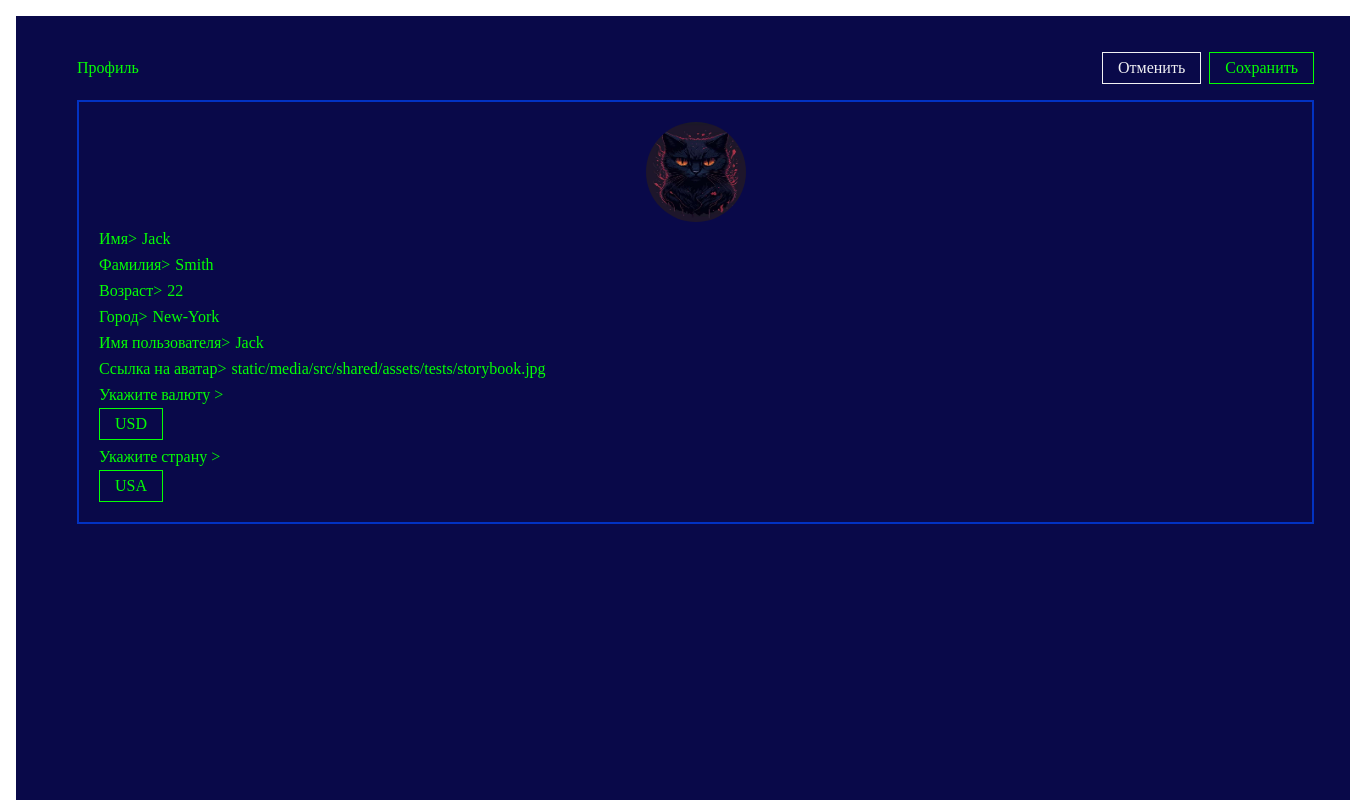 Профиль
Отменить
Сохранить
Имя> Jack
Фамилия> Smith
Возраст> 22
Город> New-York
Имя пользователя> Jack
Ссылка на аватар> static/media/src/shared/assets/tests/storybook.jpg
Укажите валюту >
USD
Укажите страну >
USA